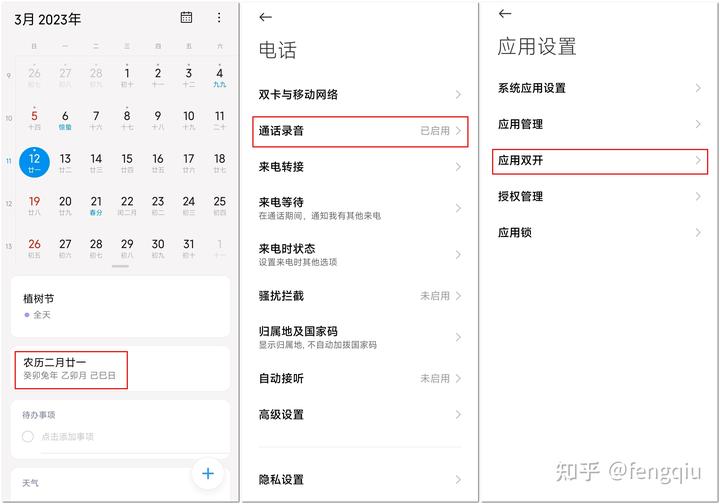 3月 2023年
日 一 二 三 四 五 六
9 26 27 28 1 2 3 4
初七 初八 初九 初十 十一 十二 九九
10 5 6 7 8 9 10 11
十四 惊蛰 十六 十七 十八 十九 二十
11 12 13 14 15 16 17 18
廿一 廿二 廿三 廿四 廿五 廿六 廿七
12 19 20 21 22 23 24 25
廿八 廿九 春分 闰二月 初二 初三 初四
13 26 27 28 29 30 31 1
初五 初六 初七 初八 初九 初十 十一
植树节
全天
农历二月廿一
癸卯兔年 乙卯月 己巳日
待办事项
点击添加事项
天气
电话
双卡与移动网络
通话录音 已启用
来电转接
来电等待
在通话期间，通知我有其他来电
来电时状态
设置来电时其他选项
骚扰拦截 未启用
归属地及国家码
显示归属地, 不自动加拨国家码
自动接听 未启用
高级设置
隐私设置
应用设置
系统应用设置
应用管理
应用双开
授权管理
应用锁
知乎 @fengqiu